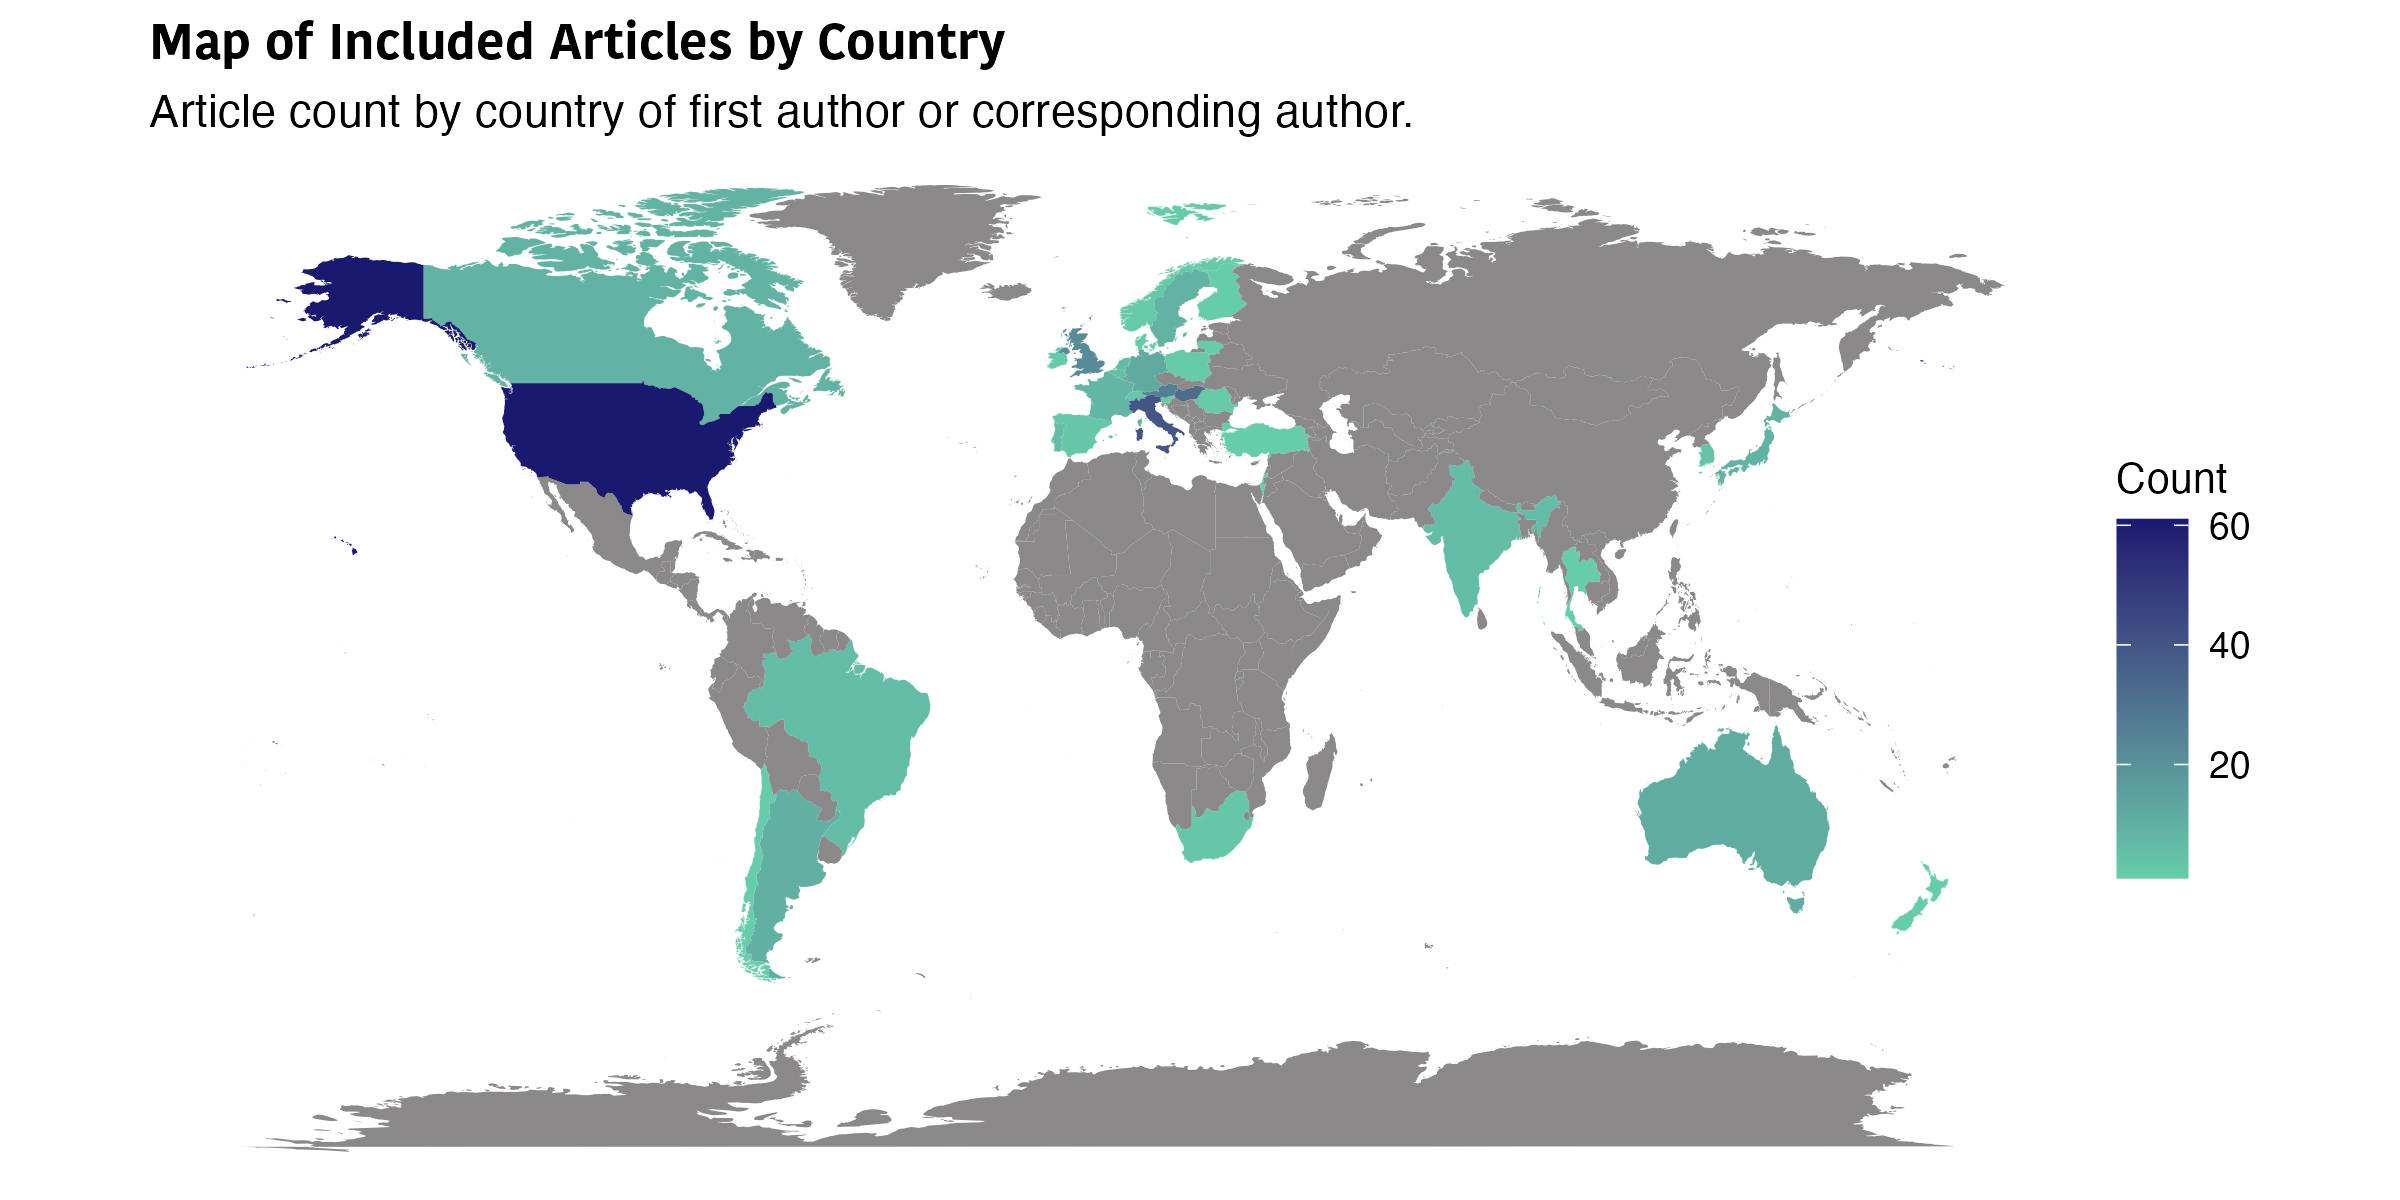 Map of Included Articles by Country
Article count by country of first author or corresponding author.
Count
60
40
20